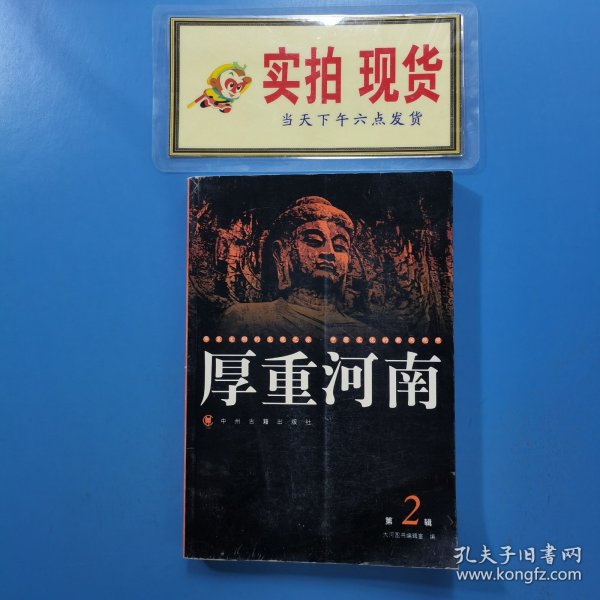 实拍 现货
当天下午六点发货
厚重河南
中州古籍出版社
第2辑
大河图书编辑室 编
孔夫子旧书网
www.kongfz.com